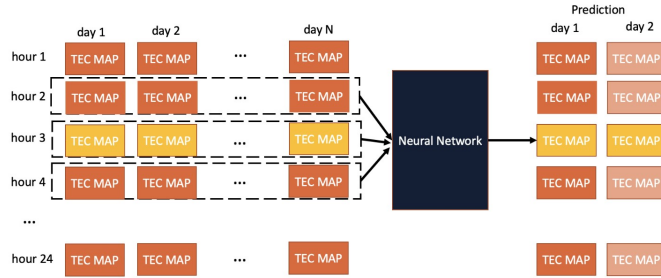 Prediction
day 1 day 2 day N day 1 day 2
hour 1 TEC MAP TEC MAP ... TEC MAP TEC MAP TEC MAP
hour 2 TEC MAP TEC MAP ... TEC MAP TEC MAP TEC MAP
hour 3 TEC MAP TEC MAP ... TEC MAP Neural Network TEC MAP TEC MAP
hour 4 TEC MAP TEC MAP ... TEC MAP TEC MAP TEC MAP
...
hour 24 TEC MAP TEC MAP ... TEC MAP TEC MAP TEC MAP